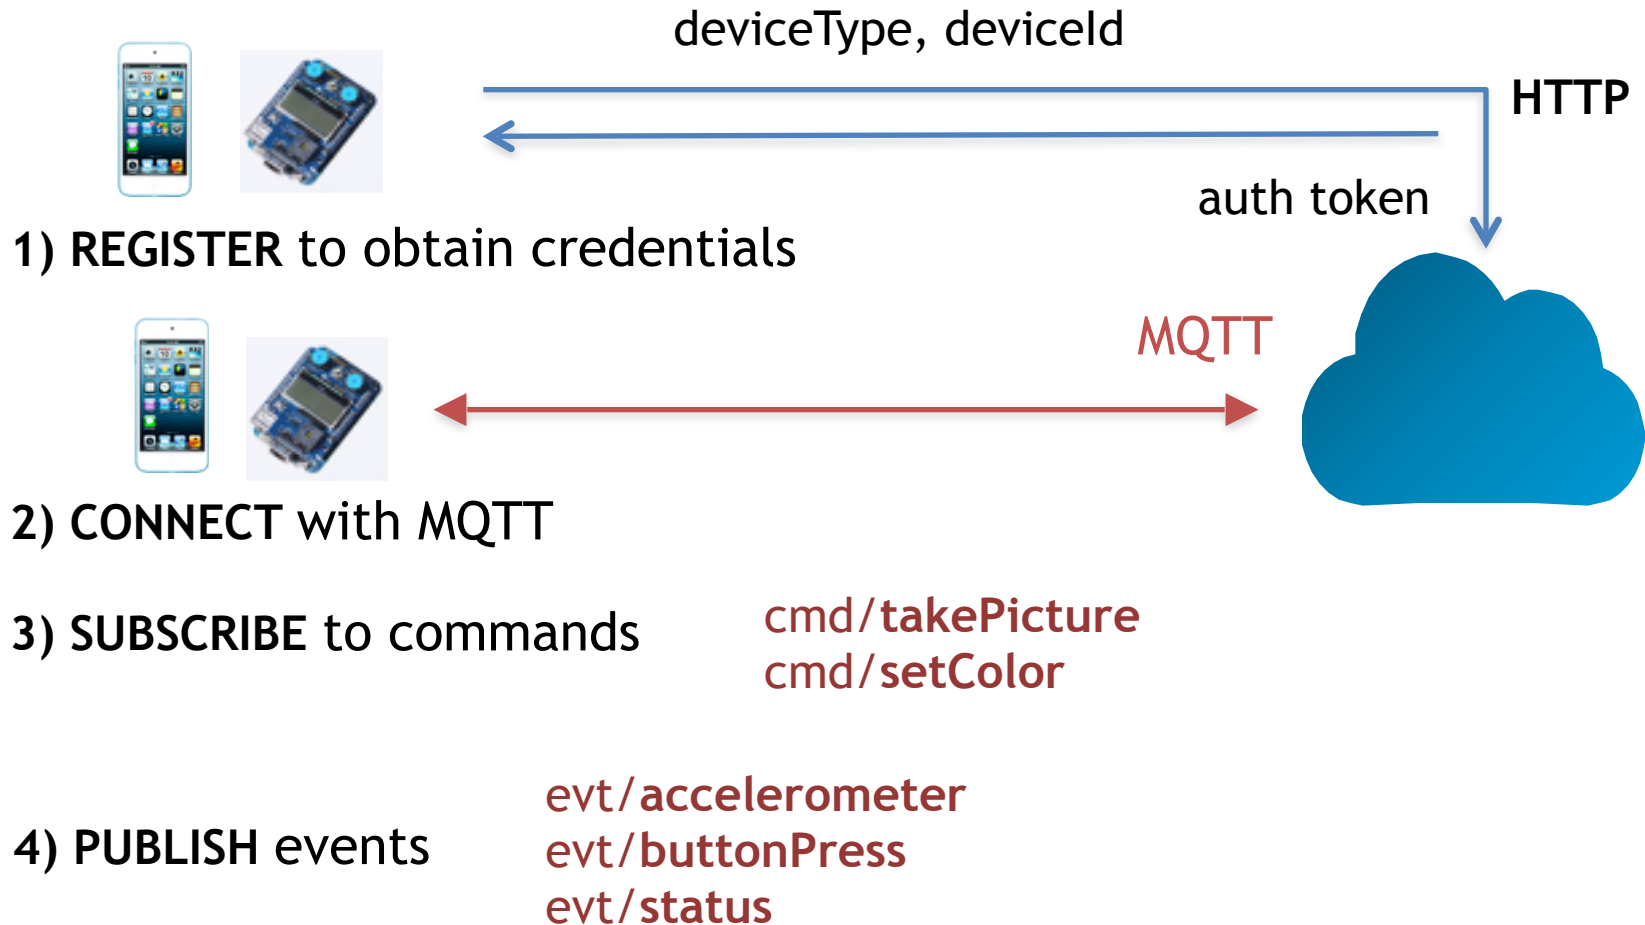 deviceType, deviceId
HTTP
auth token
1) REGISTER to obtain credentials
MQTT
2) CONNECT with MQTT
3) SUBSCRIBE to commands
cmd/takePicture
cmd/setColor
4) PUBLISH events
evt/accelerometer
evt/buttonPress
evt/status